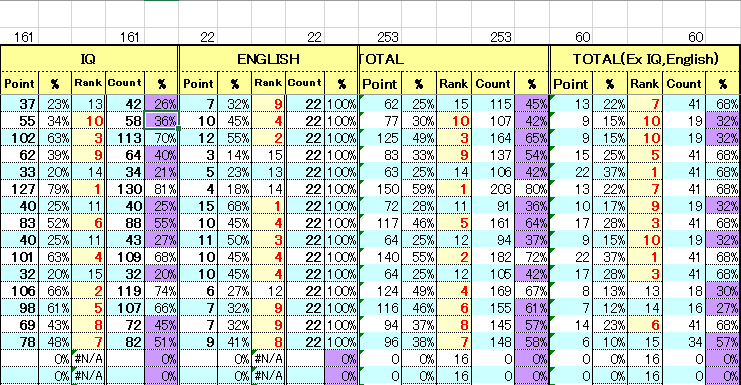 161 161 22 22 253 253 60 60
IQ ENGLISH TOTAL TOTAL(Ex IQ,English)
Point % Rank Count % Point % Rank Count % Point % Rank Count % Point % Rank Count %
37 23% 13 42 26% 7 32% 9 22 100% 62 25% 15 115 45% 13 22% 7 41 68%
55 34% 10 58 36% 10 45% 4 22 100% 77 30% 10 107 42% 9 15% 10 19 32%
102 63% 3 113 70% 12 55% 2 22 100% 125 49% 3 164 65% 9 15% 10 19 32%
62 39% 9 64 40% 3 14% 15 22 100% 83 33% 9 137 54% 15 25% 5 41 68%
33 20% 14 34 21% 5 23% 13 22 100% 63 25% 14 106 42% 22 37% 1 41 68%
127 79% 1 130 81% 4 18% 14 22 100% 150 59% 1 203 80% 13 22% 7 41 68%
40 25% 11 40 25% 15 68% 1 22 100% 72 28% 11 91 36% 10 17% 9 19 32%
83 52% 6 88 55% 10 45% 4 22 100% 117 46% 5 161 64% 17 28% 3 41 68%
40 25% 11 43 27% 11 50% 3 22 100% 64 25% 12 94 37% 9 15% 10 19 32%
101 63% 4 109 68% 10 45% 4 22 100% 140 55% 2 182 72% 22 37% 1 41 68%
32 20% 15 32 20% 10 45% 4 22 100% 64 25% 12 105 42% 17 28% 3 41 68%
106 66% 2 119 74% 6 27% 12 22 100% 124 49% 4 169 67% 8 13% 13 18 30%
98 61% 5 107 66% 7 32% 9 22 100% 116 46% 6 155 61% 7 12% 14 16 27%
69 43% 8 72 45% 7 32% 9 22 100% 94 37% 8 145 57% 14 23% 6 41 68%
78 48% 7 82 51% 9 41% 8 22 100% 96 38% 7 148 58% 6 10% 15 34 57%
0% #N/A 0% 0% #N/A 0% 0 0% 16 0 0% 0 0% 16 0 0%
0% #N/A 0% 0% #N/A 0% 0 0% 16 0 0% 0 0% 16 0 0%